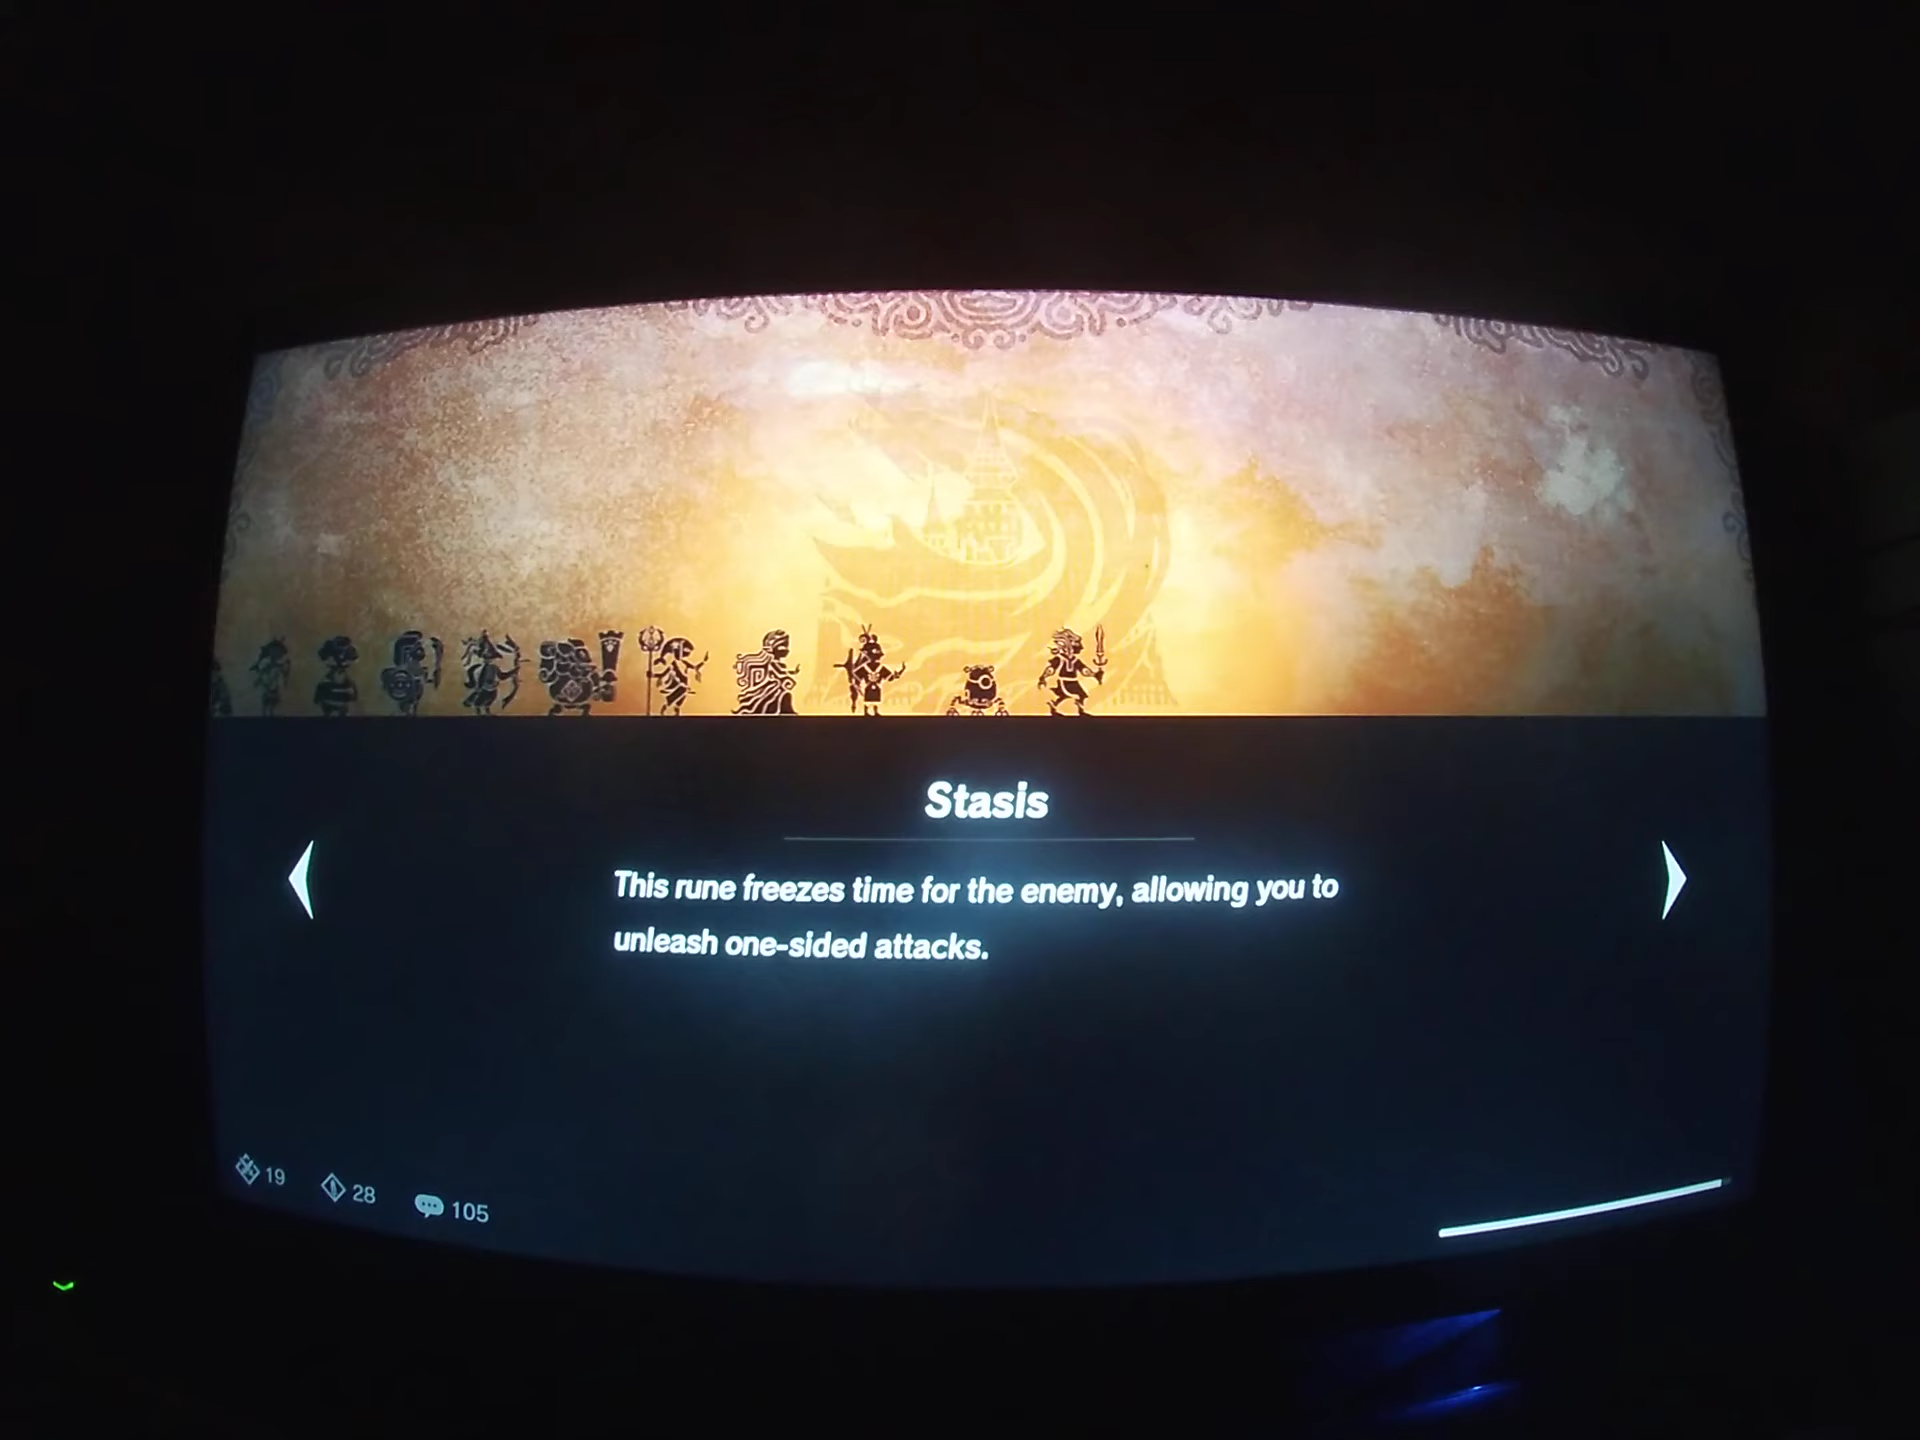 Stasis
This rune freezes time for the enemy, allowing you to
unleash one-sided attacks.
19
28
105